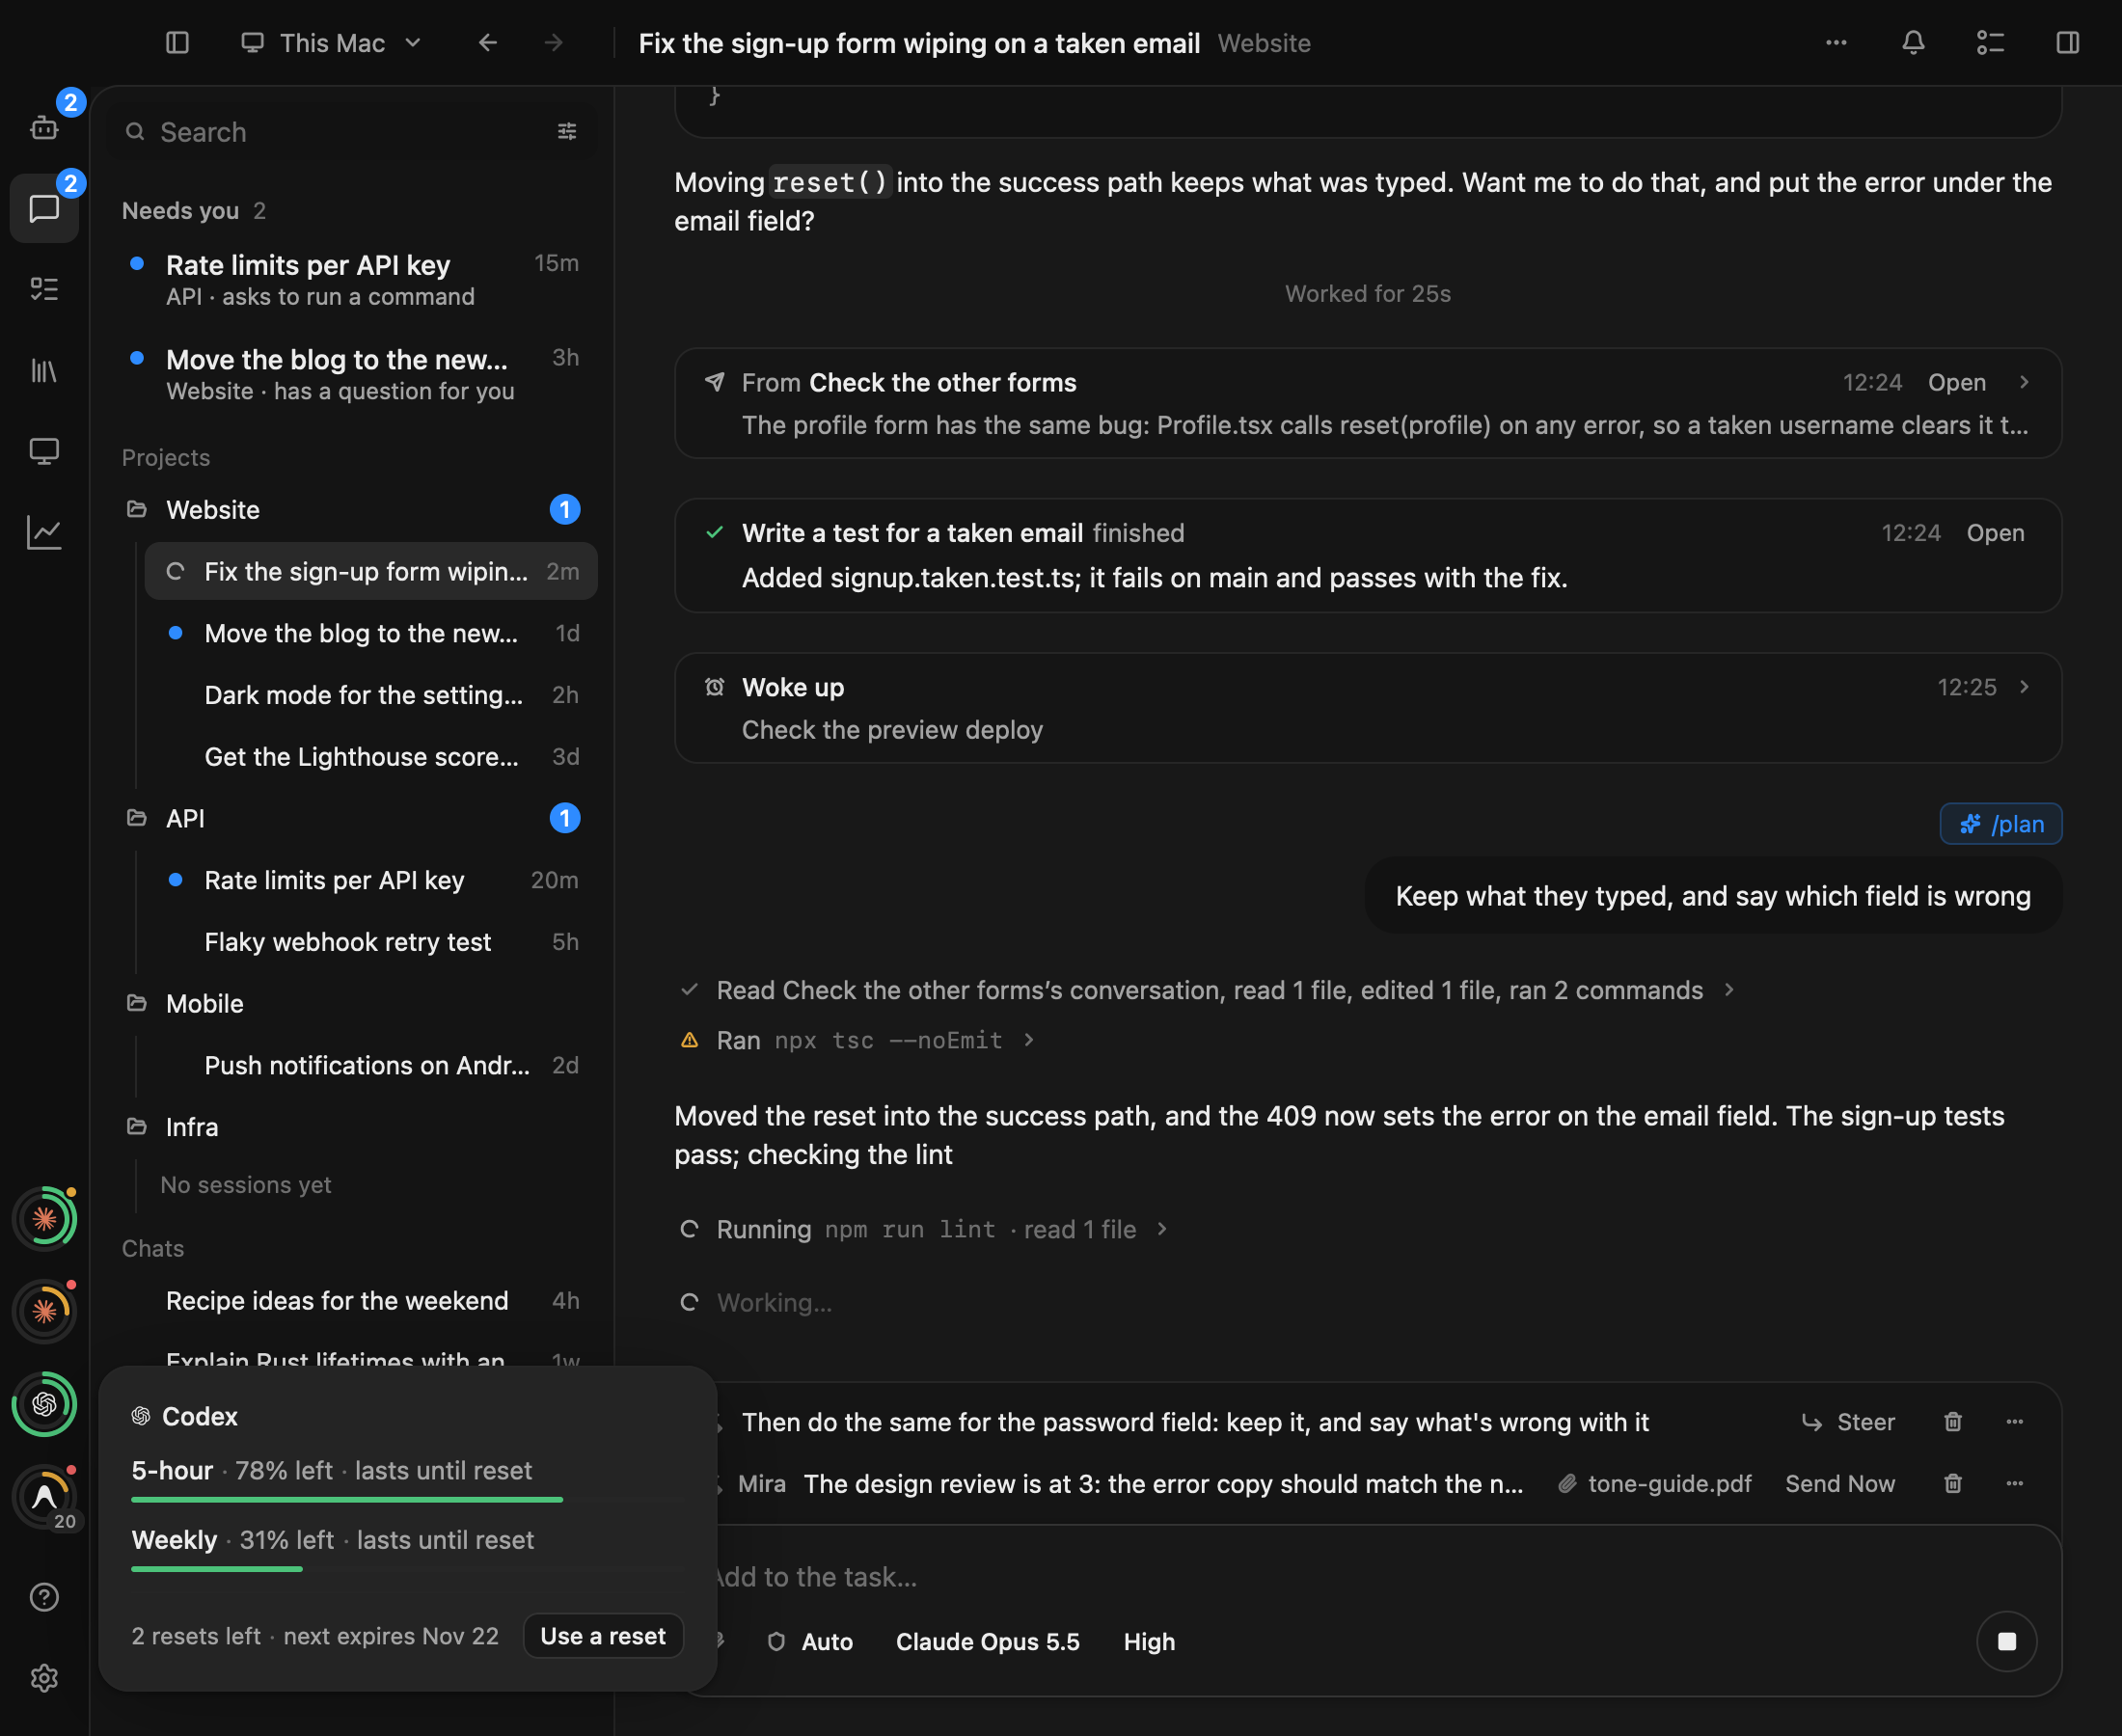 This Mac
Fix the sign-up form wiping on a taken email Website
2
2
Search
Needs you 2
Rate limits per API key 15m
API · asks to run a command
Move the blog to the new... 3h
Website · has a question for you
Projects
Website 1
Fix the sign-up form wipin... 2m
Move the blog to the new... 1d
Dark mode for the setting... 2h
Get the Lighthouse score... 3d
API 1
Rate limits per API key 20m
Flaky webhook retry test 5h
Mobile
Push notifications on Andr... 2d
Infra
No sessions yet
Chats
Recipe ideas for the weekend 4h
Explain Rust lifetimes with an 1w
20
Codex
5-hour · 78% left · lasts until reset
Weekly · 31% left · lasts until reset
2 resets left · next expires Nov 22 Use a reset
}
Moving reset() into the success path keeps what was typed. Want me to do that, and put the error under the
email field?
Worked for 25s
From Check the other forms 12:24 Open
The profile form has the same bug: Profile.tsx calls reset(profile) on any error, so a taken username clears it t...
Write a test for a taken email finished 12:24 Open
Added signup.taken.test.ts; it fails on main and passes with the fix.
Woke up 12:25
Check the preview deploy
/plan
Keep what they typed, and say which field is wrong
Read Check the other forms’s conversation, read 1 file, edited 1 file, ran 2 commands
Ran npx tsc --noEmit
Moved the reset into the success path, and the 409 now sets the error on the email field. The sign-up tests
pass; checking the lint
Running npm run lint · read 1 file
Working...
Then do the same for the password field: keep it, and say what's wrong with it Steer
Mira The design review is at 3: the error copy should match the n... tone-guide.pdf Send Now
Add to the task...
Auto Claude Opus 5.5 High